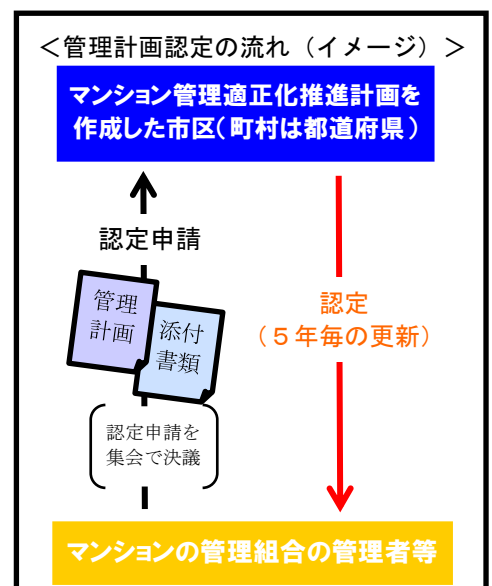 ＜管理計画認定の流れ（イメージ）＞
マンション管理適正化推進計画を
作成した市区（町村は都道府県）
認定申請
管理
計画
添付
書類
認定申請を
集会で決議
認定
（５年毎の更新）
マンションの管理組合の管理者等